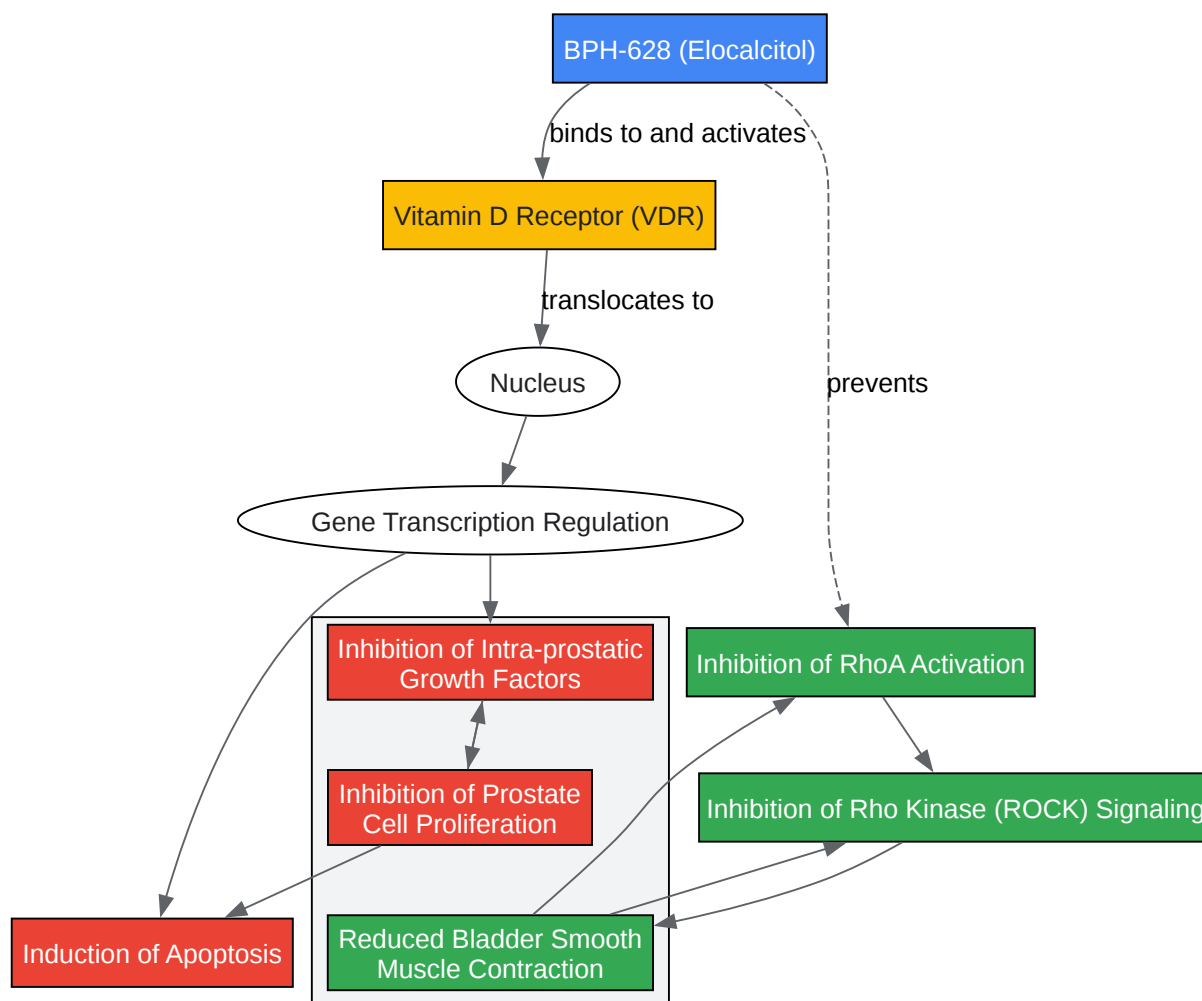 BPH-628 (Elocalcitol)
binds to and activates
Vitamin D Receptor (VDR)
translocates to
Nucleus
prevents
Gene Transcription Regulation
Inhibition of Intra-prostatic
Growth Factors
Inhibition of RhoA Activation
Inhibition of Prostate
Cell Proliferation
Inhibition of Rho Kinase (ROCK) Signaling
Induction of Apoptosis
Reduced Bladder Smooth
Muscle Contraction